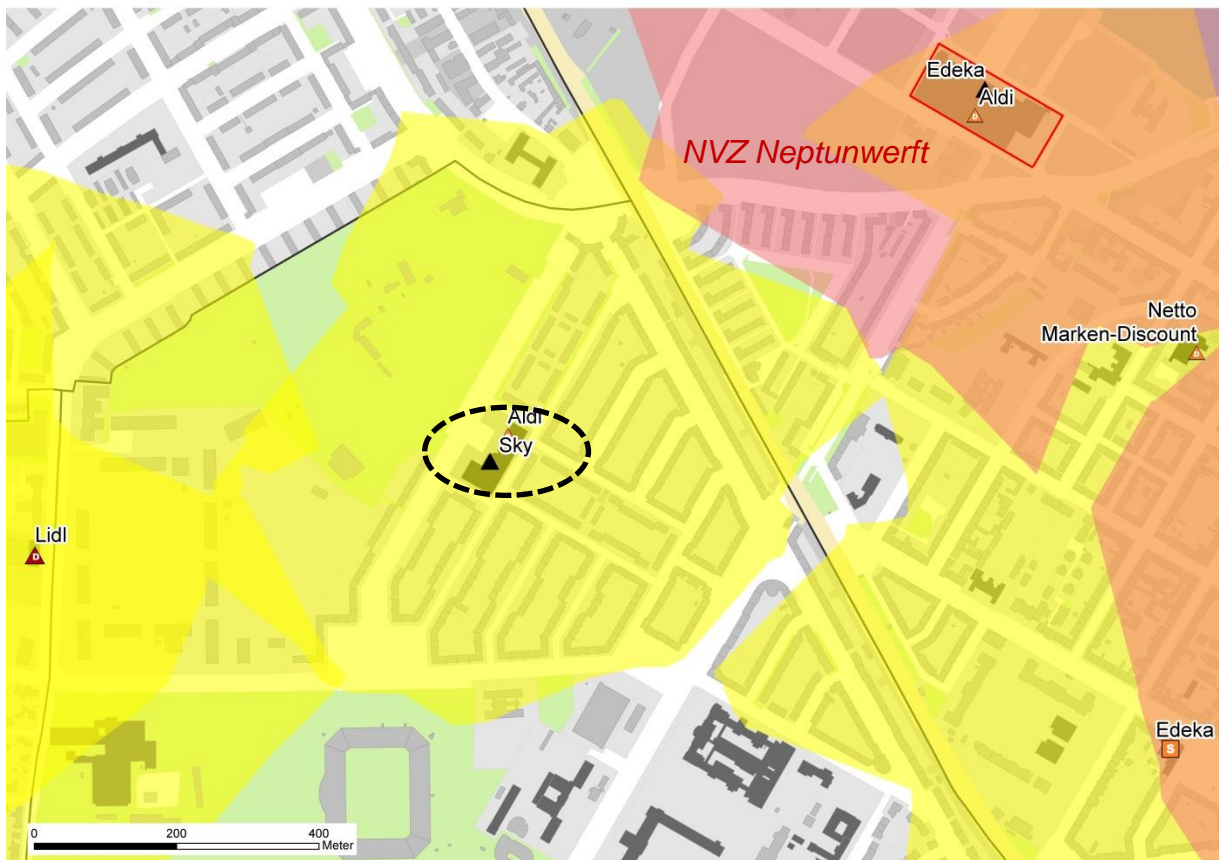 Edeka
Aldi
D
NVZ Neptunwerft
Netto
Marken-Discount
D
Aldi
Sky
Lidl
D
Edeka
S
0 200 400
Meter